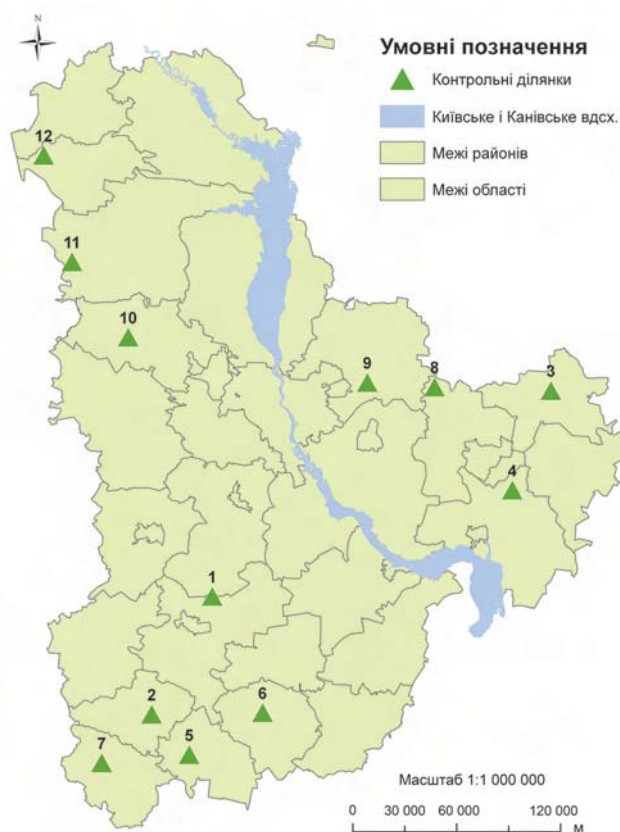 N
Умовні позначення
Контрольні ділянки
Київське і Канівське вдсх.
Межі районів
Межі області
12
11
10
9
8
3
4
1
2
6
5
7
Масштаб 1:1 000 000
0 30 000 60 000 120 000
м